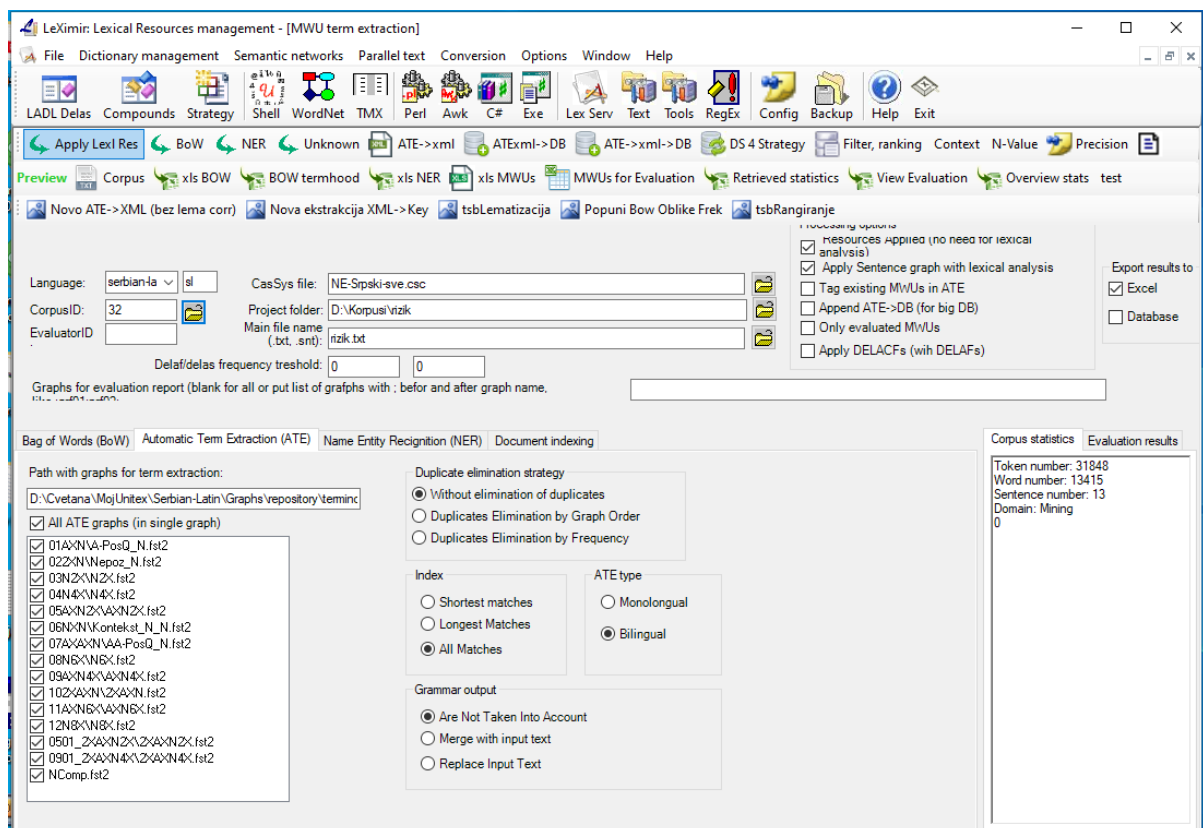 LeXimir: Lexical Resources management - [MWU term extraction]
File Dictionary management Semantic networks Parallel text Conversion Options Window Help
LADL Delas Compounds Strategy Shell WordNet TMX Perl Awk C# Exe Lex Serv Text Tools RegEx Config Backup Help Exit
Apply LexI Res BoW NER Unknown ATE->xml ATExml->DB ATE->xml->DB DS 4 Strategy Filter, ranking Context N-Value Precision
Preview Corpus xls BOW BOW termhood xls NER xls MWUs MWUs for Evaluation Retrieved statistics View Evaluation Overview stats test
Novo ATE->XML (bez lema corr) Nova ekstrakcija XML->Key tsbLematizacija Popuni Bow Oblike Frek tsbRangiranje
Processing options
Resources Applied (no need for lexical
analysis)
Apply Sentence graph with lexical analysis
Tag existing MWUs in ATE
Append ATE->DB (for big DB)
Only evaluated MWUs
Apply DELACFs (wih DELAFs)
Export results to
Excel
Database
Language: serbian-la sl CasSys file: NE-Srpski-sve.csc
CorpusID: 32 Project folder: D:\Korpusi\rizik
EvaluatorID Main file name
(.txt, .snt): rizik.txt
Delaf/delas frequency treshold: 0 0
Graphs for evaluation report (blank for all or put list of grafphs with ; befor and after graph name,
Bag of Words (BoW) Automatic Term Extraction (ATE) Name Entity Recignition (NER) Document indexing
Path with graphs for term extraction:
D:\Cvetana\MojUnitex\Serbian-Latin\Graphs\repository\terminc
All ATE graphs (in single graph)
01AXN\A-PosQ_N.fst2
022XN\Nepoz_N.fst2
03N2X\N2X.fst2
04N4X\N4X.fst2
05AXN2X\AXN2X.fst2
06NXN\Kontekst_N_N.fst2
07AXAXN\AA-PosQ_N.fst2
08N6X\N6X.fst2
09AXN4X\AXN4X.fst2
102XAXN\2XAXN.fst2
11AXN6X\AXN6X.fst2
12N8X\N8X.fst2
0501_2XAXN2X\2XAXN2X.fst2
0901_2XAXN4X\2XAXN4X.fst2
NComp.fst2
Duplicate elimination strategy
Without elimination of duplicates
Duplicates Elimination by Graph Order
Duplicates Elimination by Frequency
Index
Shortest matches
Longest Matches
All Matches
ATE type
Monolongual
Bilingual
Grammar output
Are Not Taken Into Account
Merge with input text
Replace Input Text
Corpus statistics Evaluation results
Token number: 31848
Word number: 13415
Sentence number: 13
Domain: Mining
0